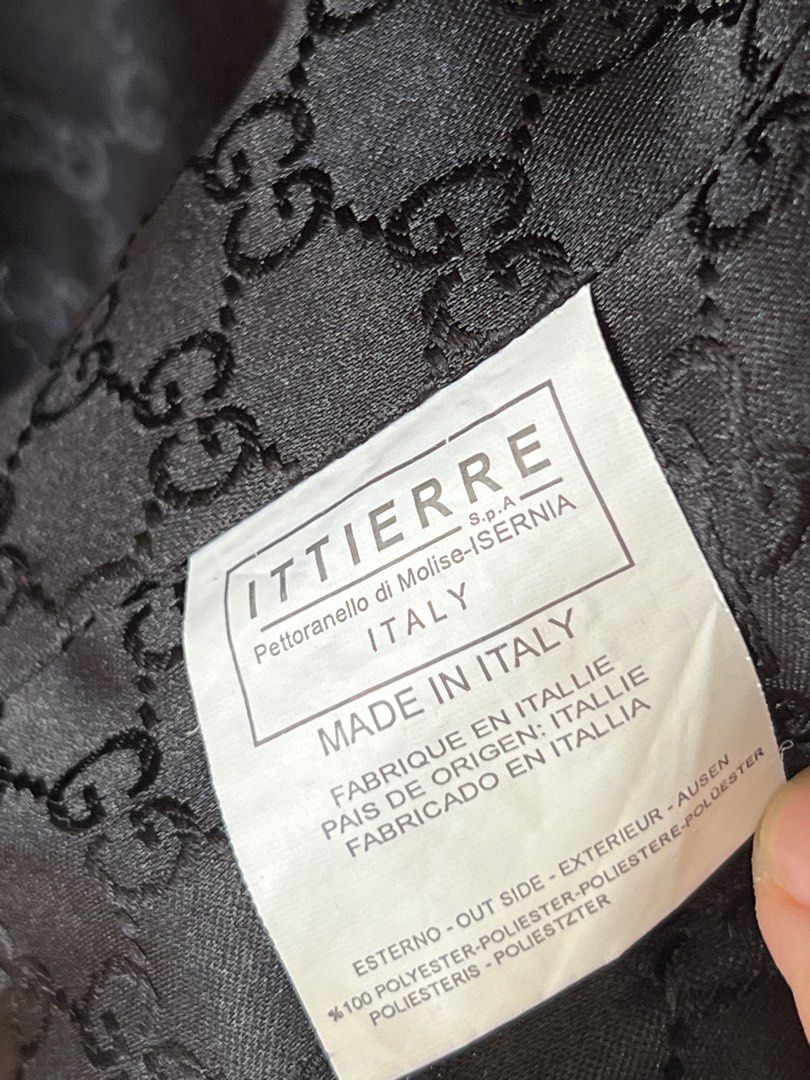 ITTIERRE
S.p.A
Pettoranello di Molise-ISERNIA
ITALY
MADE IN ITALY
FABRIQUE EN ITALLIE
PAIS DE ORIGEN: ITALLIE
FABRICADO EN ITALLIA
ESTERNO - OUT SIDE - EXTERIEUR - AUSEN
%100 POLYESTER-POLIESTER-POLIESTERE-POLÜESTER
POLIESTERIS - POLIESTZTER